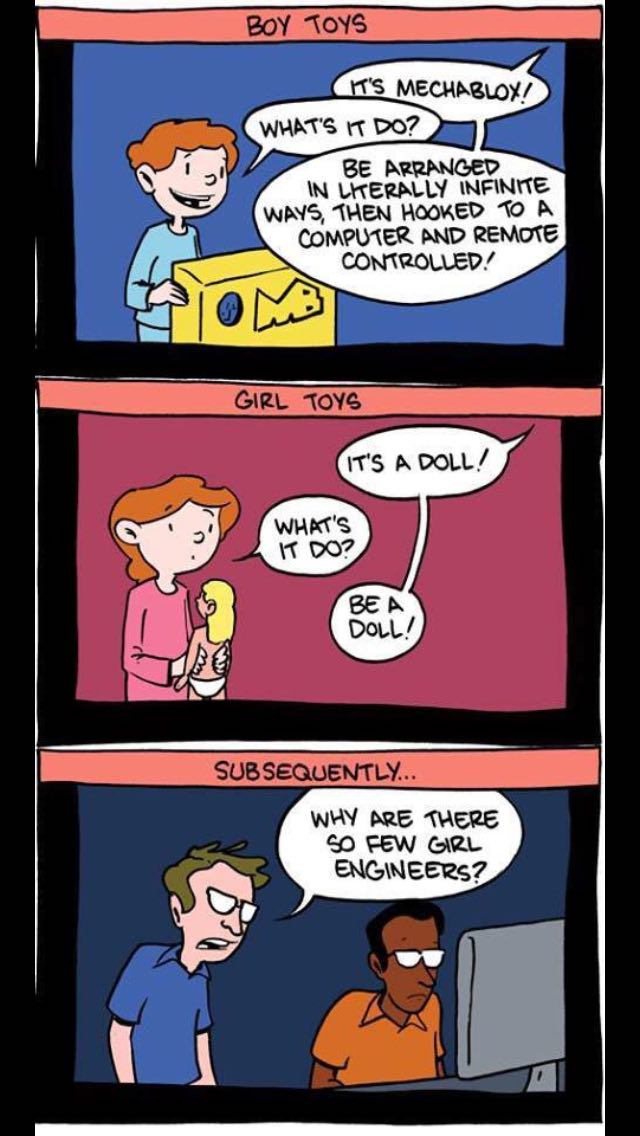 BOY TOYS
IT'S MECHABLOX!
WHAT'S IT DO?
BE ARRANGED
IN LITERALLY INFINITE
WAYS, THEN HOOKED TO A
COMPUTER AND REMOTE
CONTROLLED!
MB
GIRL TOYS
IT'S A DOLL!
WHAT'S
IT DO?
BE A
DOLL!
SUBSEQUENTLY...
WHY ARE THERE
SO FEW GIRL
ENGINEERS?